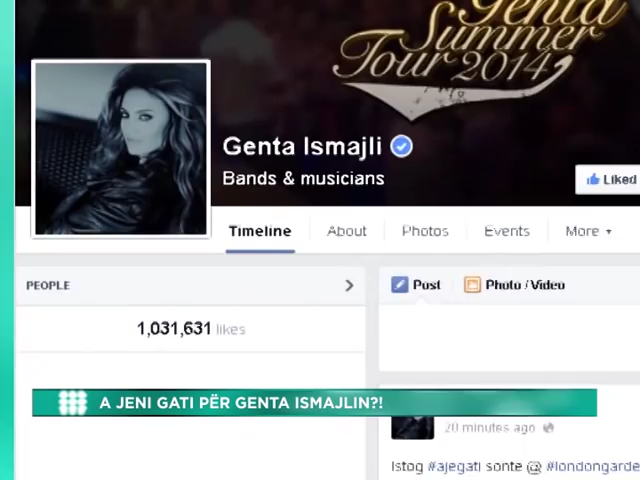 Genta
Summer
Tour 2014
Genta Ismajli
Bands & musicians
Liked
Timeline
About
Photos
Events
More
PEOPLE
Post
Photo / Video
1,031,631 likes
A JENI GATI PËR GENTA ISMAJLIN?!
20 minutes ago
Istog #ajegati sonte @ #londongarde